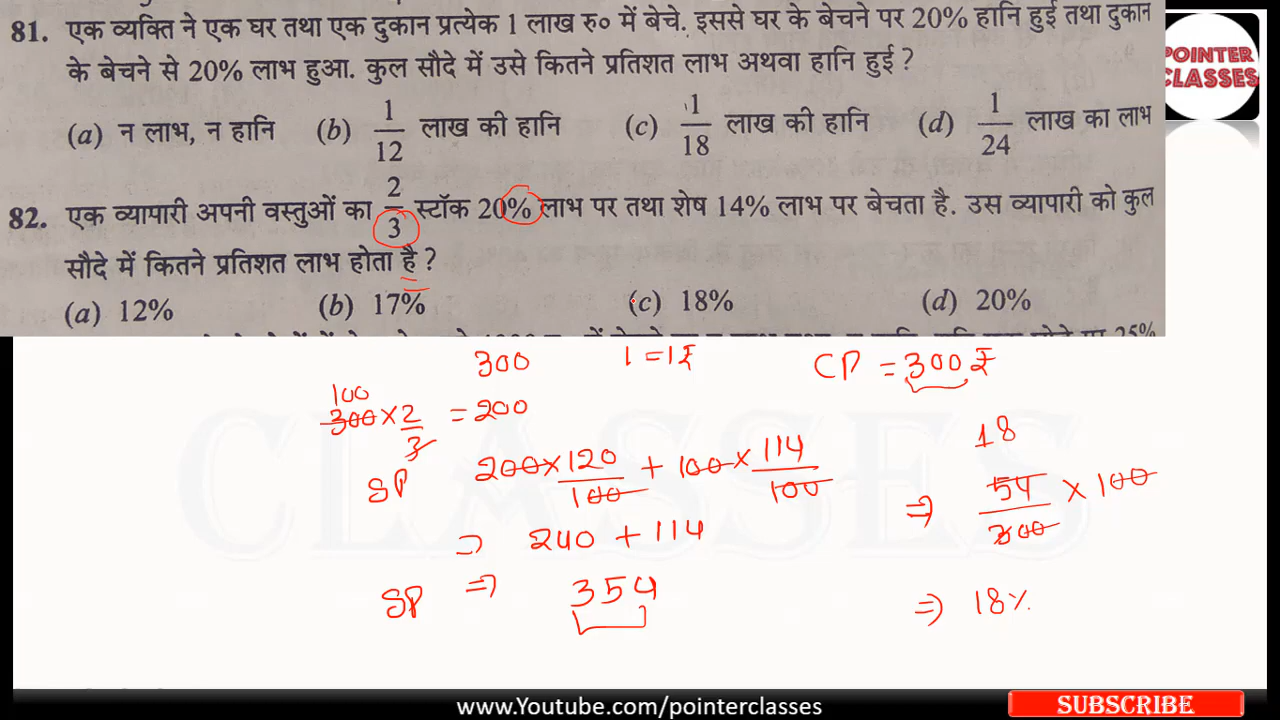 81. एक व्यक्ति ने एक घर तथा एक दुकान प्रत्येक 1 लाख रु० में बेचे. इससे घर के बेचने पर 20% हानि हुई तथा दुकान
के बेचने से 20% लाभ हुआ. कुल सौदे में उसे कितने प्रतिशत लाभ अथवा हानि हुई ?
(a) न लाभ, न हानि (b) 1/12 लाख की हानि (c) 1/18 लाख की हानि (d) 1/24 लाख का लाभ
82. एक व्यापारी अपनी वस्तुओं का 2/3 स्टॉक 20% लाभ पर तथा शेष 14% लाभ पर बेचता है. उस व्यापारी को कुल
सौदे में कितने प्रतिशत लाभ होता है ?
(a) 12% (b) 17% (c) 18% (d) 20%
POINTER
CLASSES
300 1 = 1₹ CP = 300 ₹
100
300 × 2/3 = 200
18
SP 200 × 120/100 + 100 × 114/100
⇒ 54/300 × 100
⇒ 240 + 114
SP ⇒ 354
⇒ 18%
CLASSES
www.Youtube.com/pointerclasses
SUBSCRIBE